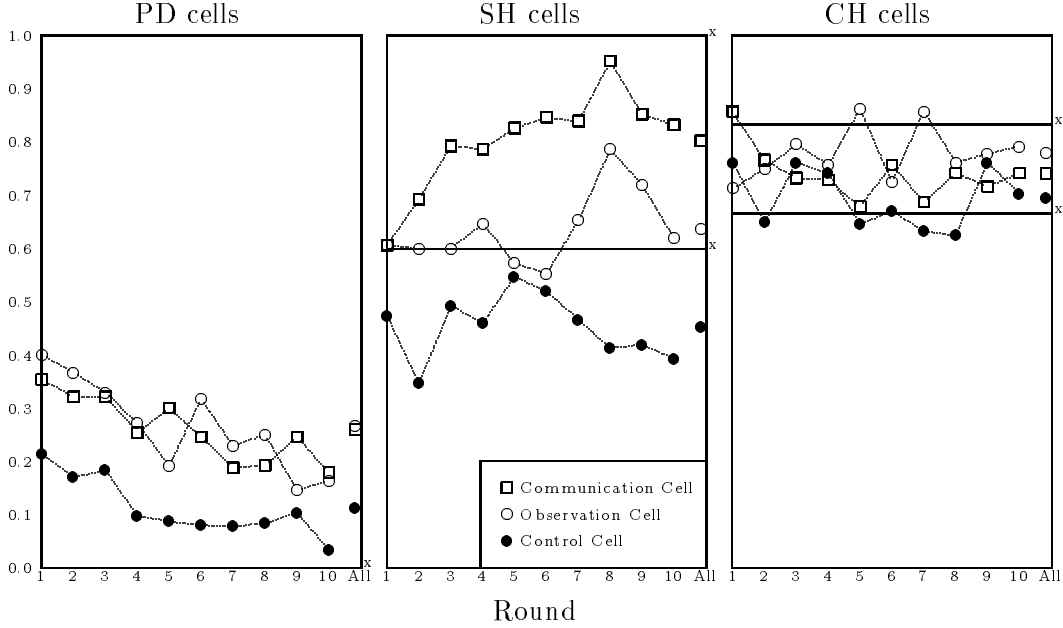 PD cells SH cells CH cells
1.0 x
0.9
x
0.8
0.7
x
0.6 x
0.5
0.4
0.3
0.2
Communication Cell
0.1 Observation Cell
Control Cell
x
0.0
1 2 3 4 5 6 7 8 9 10 All 1 2 3 4 5 6 7 8 9 10 All 1 2 3 4 5 6 7 8 9 10 All
Round